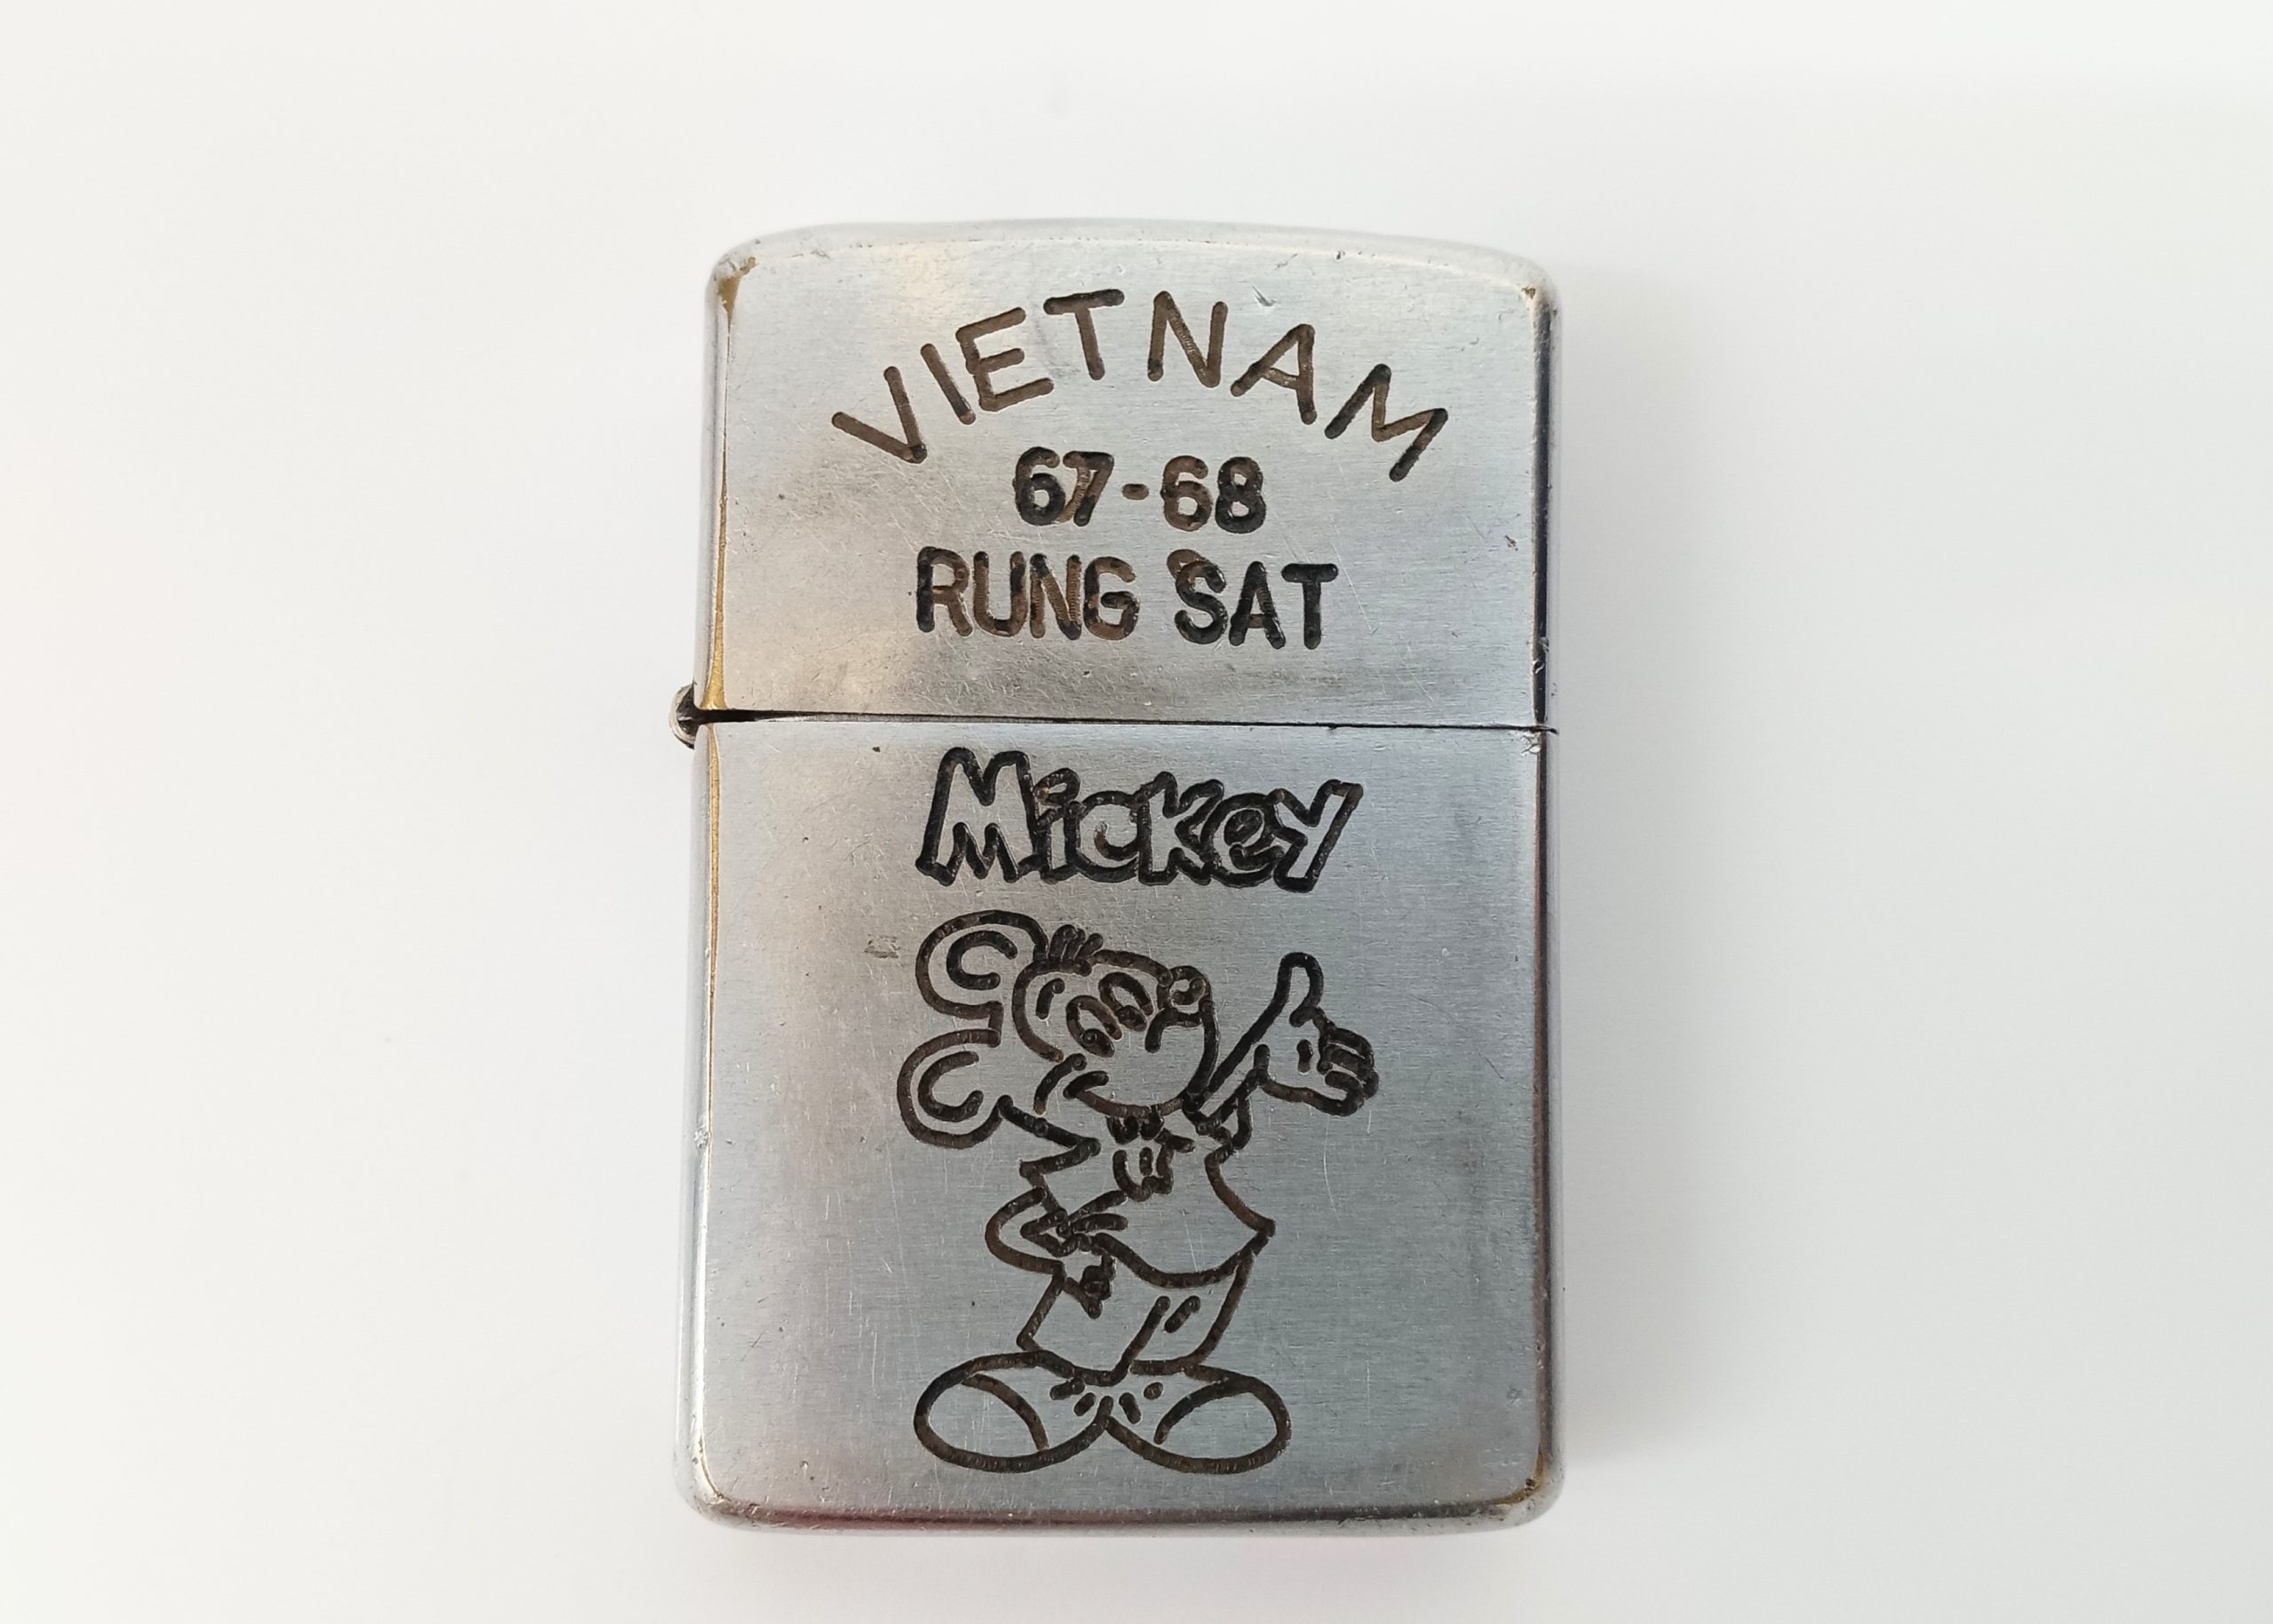 VIETNAM
67-68
RUNG SAT
Mickey